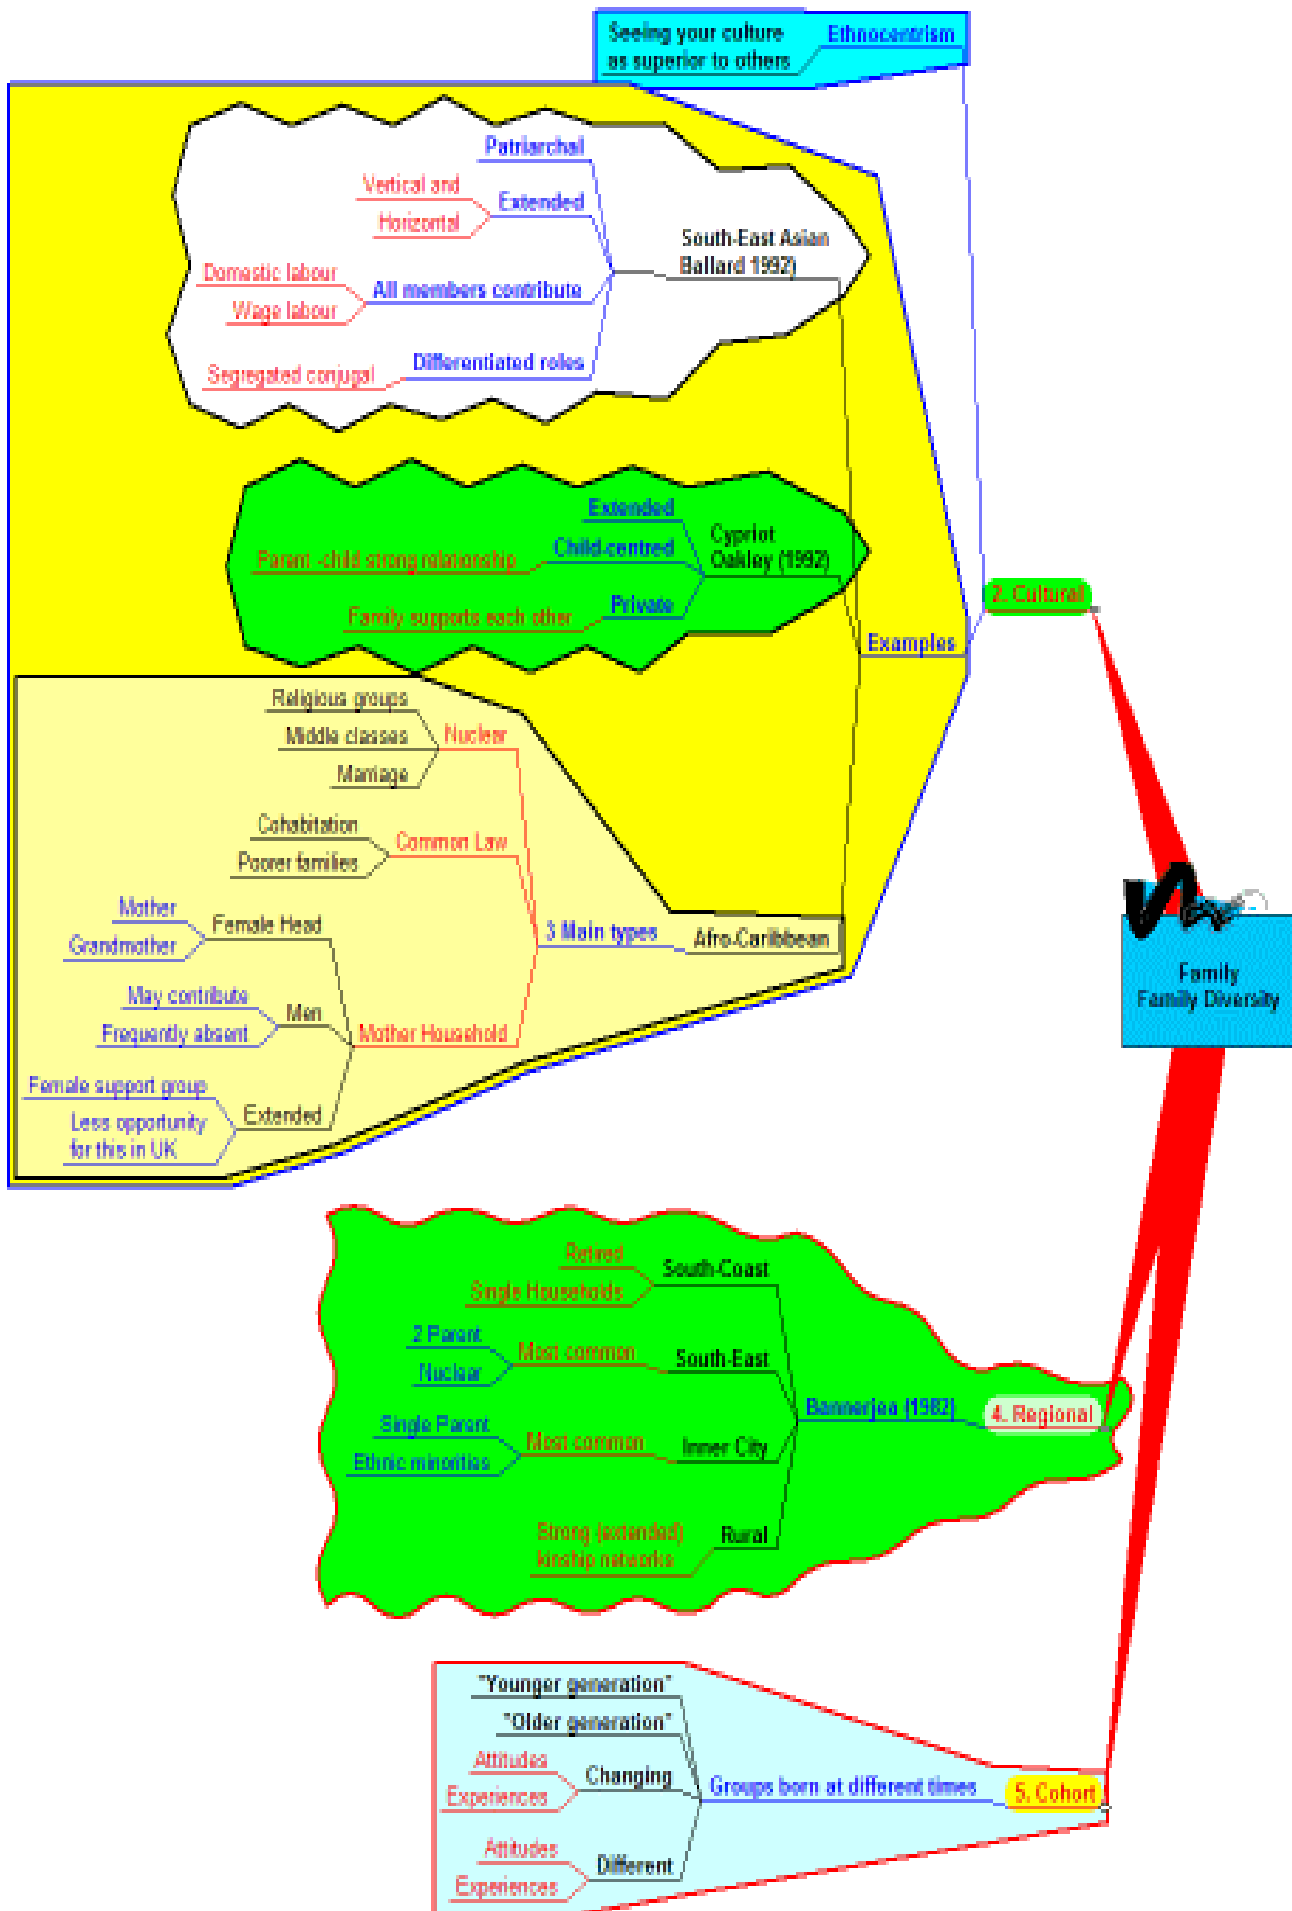 Seeing your culture
as superior to others
Ethnocentrism
Patriarchal
Vertical and
Horizontal
Extended
South-East Asian
Ballard 1992)
Domestic labour
Wage labour
All members contribute
Segregated conjugal
Differentiated roles
Extended
Parent -child strong relationship
Child-centred
Cypriot
Oakley (1992)
Family supports each other
Private
2. Cultural
Examples
Religious groups
Middle classes
Marriage
Nuclear
Cohabitation
Poorer families
Common Law
Mother
Grandmother
Female Head
3 Main types
Afro-Caribbean
May contribute
Frequently absent
Men
Mother Household
Female support group
Less opportunity
for this in UK
Extended
Family
Family Diversity
Retired
Single Households
South-Coast
2 Parent
Nuclear
Most common
South-East
Bannerjea (1982)
4. Regional
Single Parent
Ethnic minorities
Most common
Inner City
Strong (extended)
kinship networks
Rural
"Younger generation"
"Older generation"
Attitudes
Experiences
Changing
Groups born at different times
5. Cohort
Attitudes
Experiences
Different